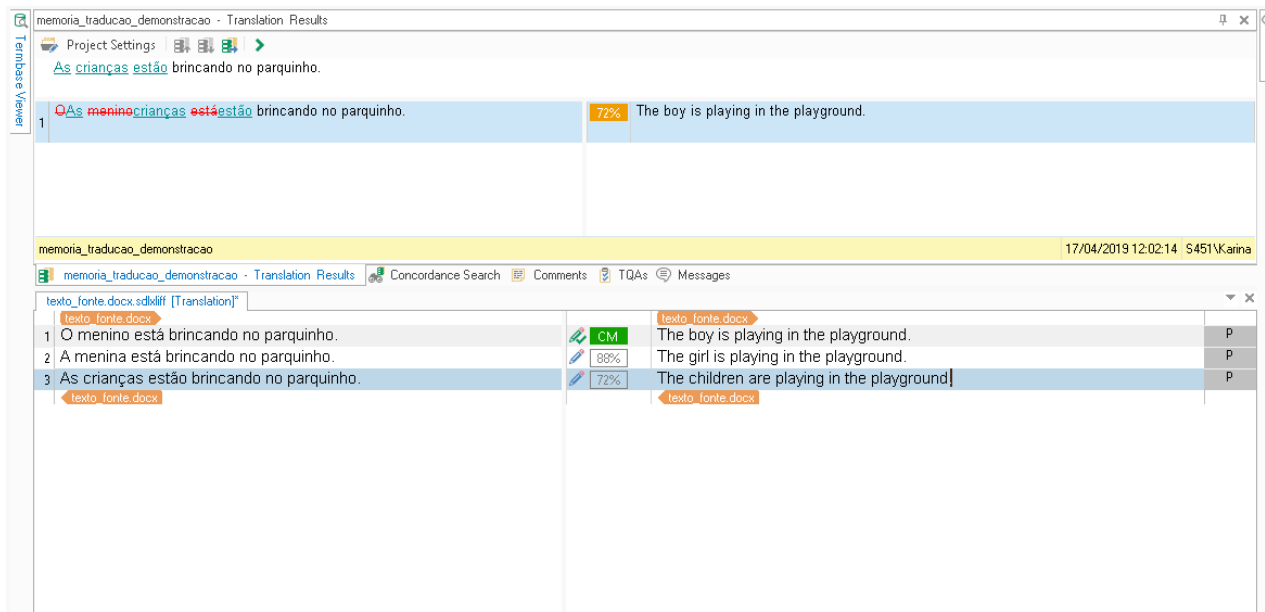 memoria_traducao_demonstracao - Translation Results
Termbase Viewer
Project Settings
As crianças estão brincando no parquinho.
1 OAs meninocrianças estáestão brincando no parquinho. 72% The boy is playing in the playground.
memoria_traducao_demonstracao 17/04/2019 12:02:14 S451\Karina
memoria_traducao_demonstracao - Translation Results Concordance Search Comments TQAs Messages
texto_fonte.docx.sdlxliff [Translation]*
texto_fonte.docx texto_fonte.docx
1 O menino está brincando no parquinho. CM The boy is playing in the playground. P
2 A menina está brincando no parquinho. 88% The girl is playing in the playground. P
3 As crianças estão brincando no parquinho. 72% The children are playing in the playground. P
texto_fonte.docx texto_fonte.docx